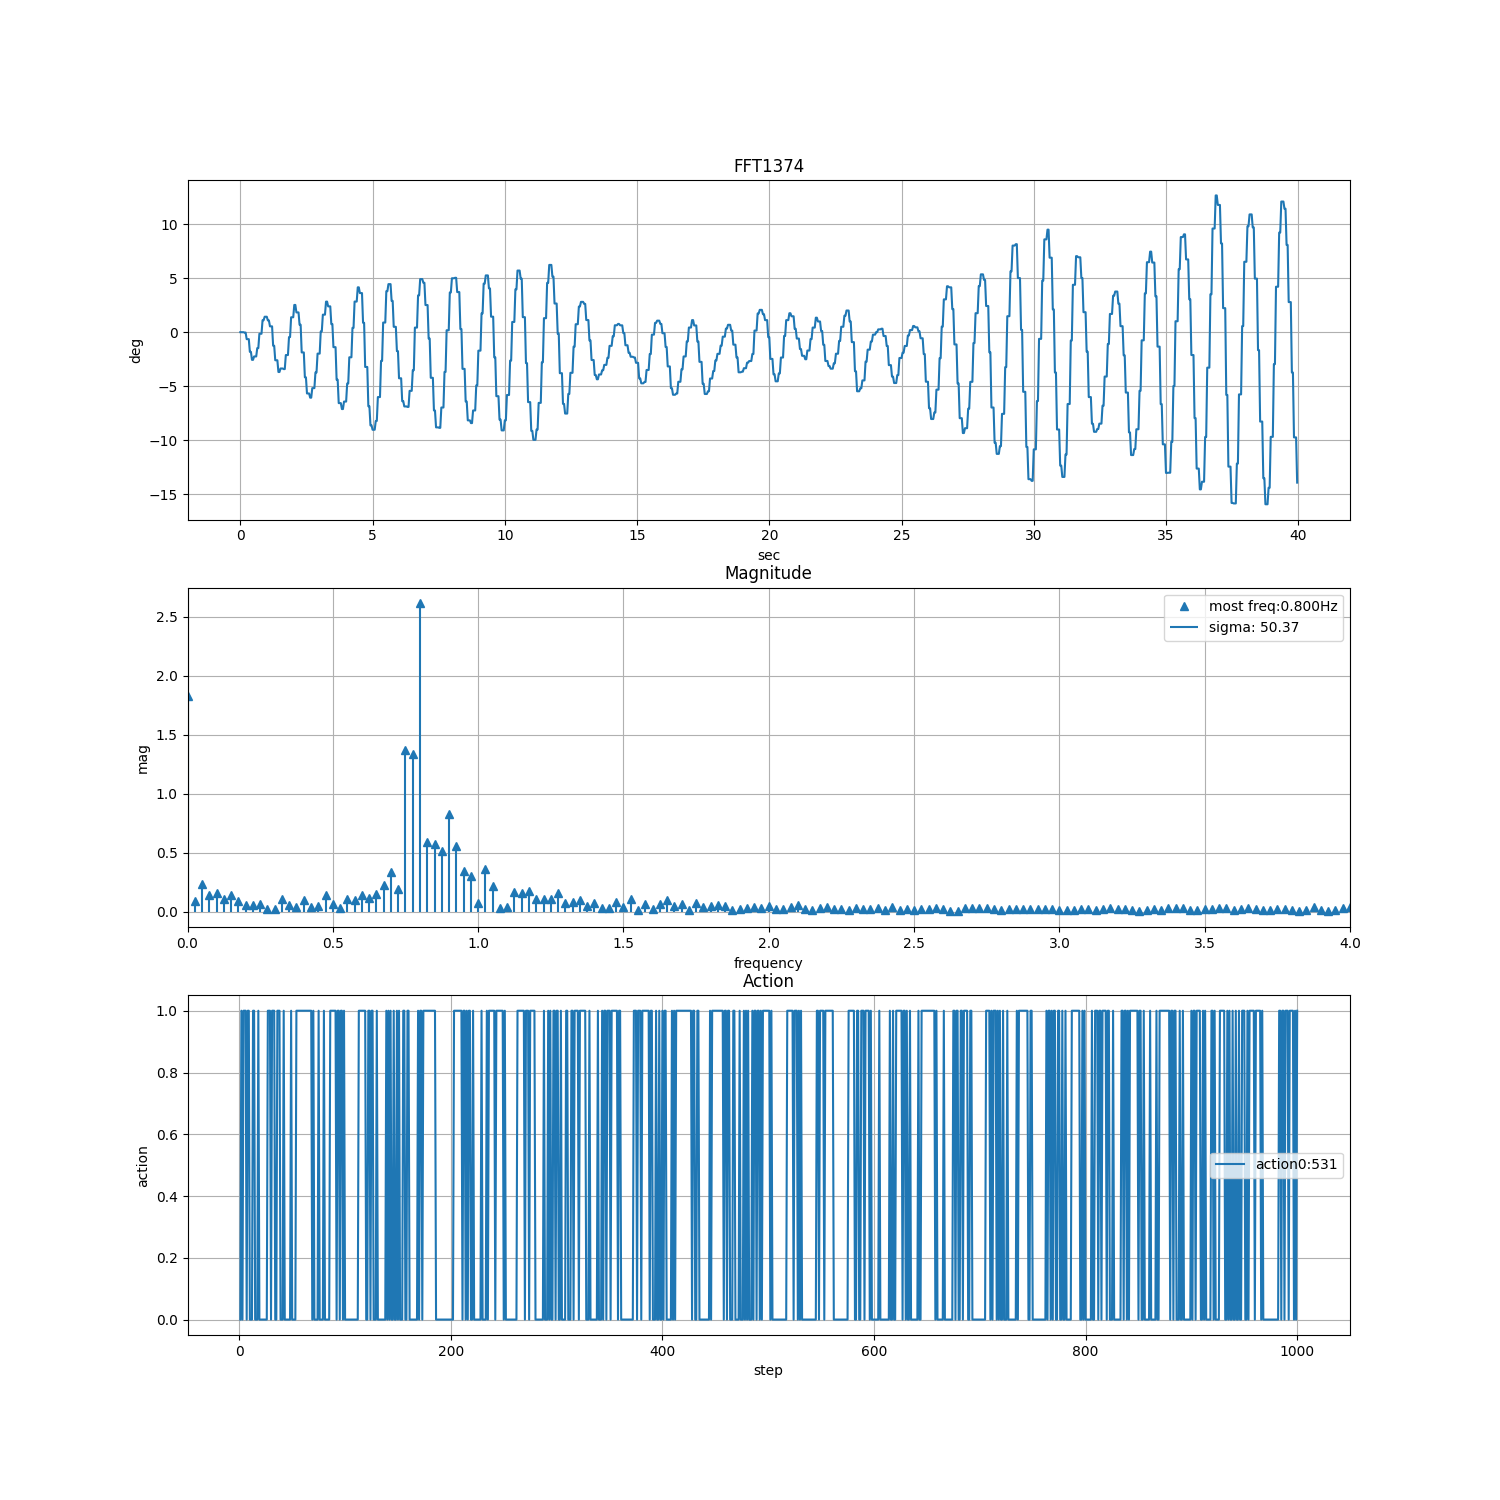 FFT1374
10
5
0
−5
−10
−15
deg
0 5 10 15 20 25 30 35 40
sec
Magnitude
most freq:0.800Hz
sigma: 50.37
2.5
2.0
1.5
1.0
0.5
0.0
mag
0.0 0.5 1.0 1.5 2.0 2.5 3.0 3.5 4.0
frequency
Action
1.0
0.8
0.6
0.4
0.2
0.0
action
action0:531
0 200 400 600 800 1000
step